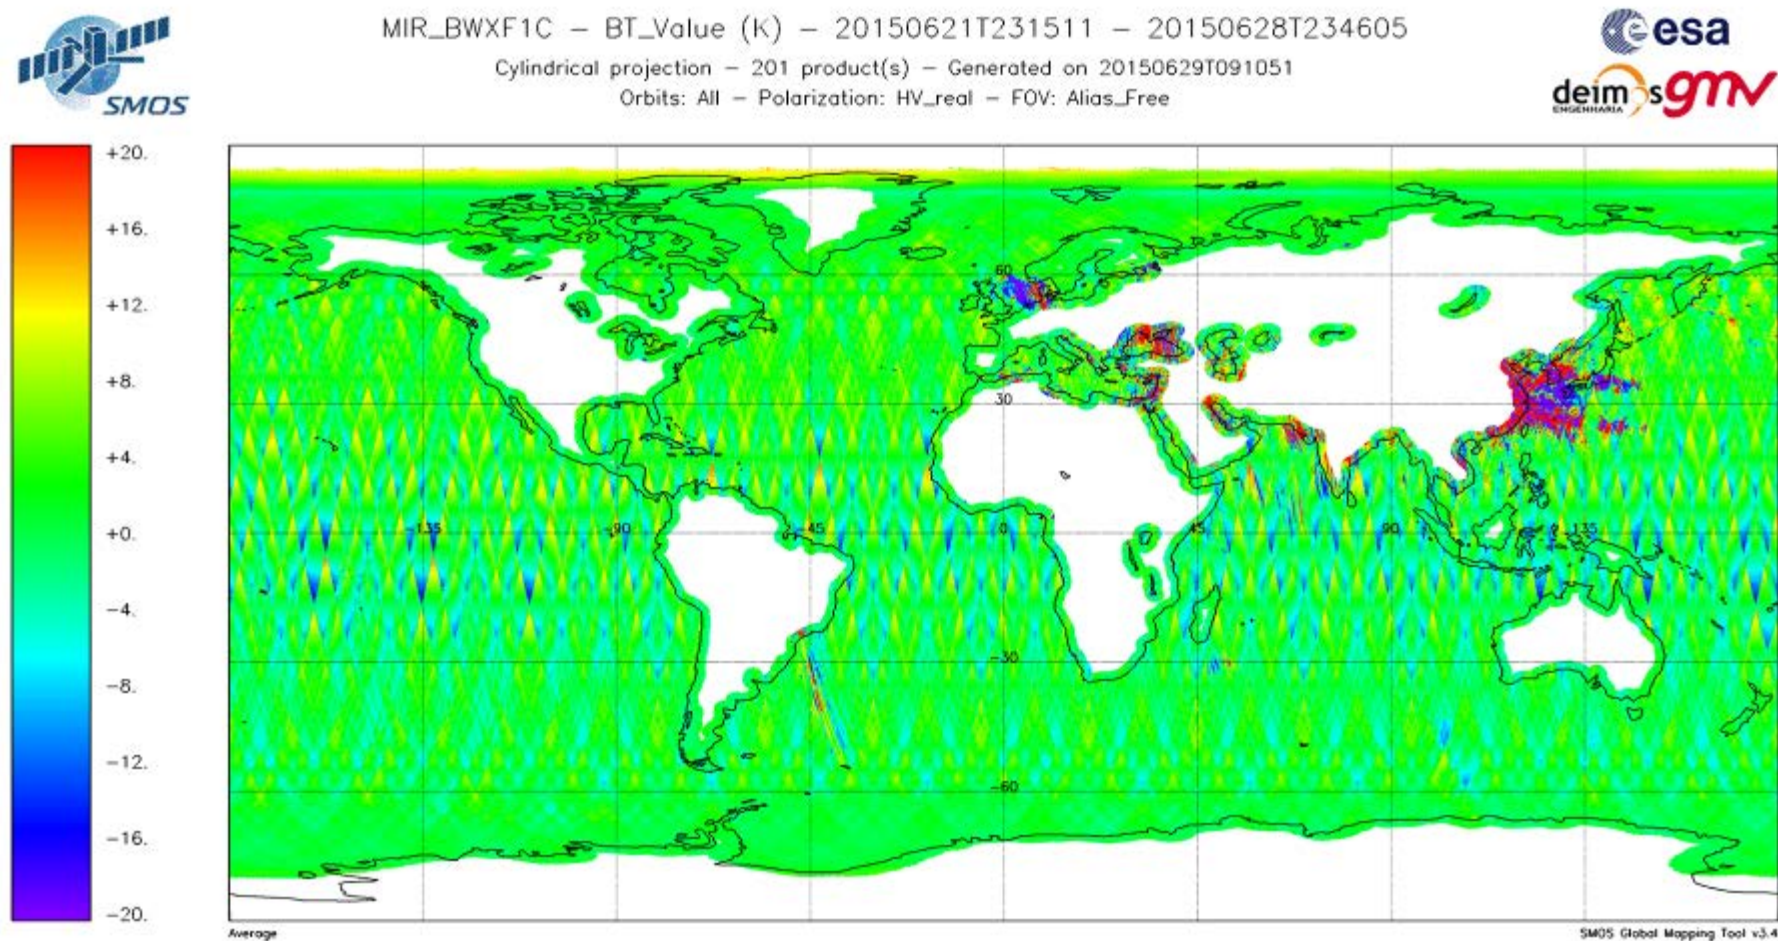 MIR_BWXF1C – BT_Value (K) – 20150621T231511 – 20150628T234605
Cylindrical projection – 201 product(s) – Generated on 20150629T091051
Orbits: All – Polarization: HV_real – FOV: Alias_Free
SMOS
esa
deimos
ENGENHARIA
gmv
+20.
+16.
+12.
+8.
+4.
+0.
−4.
−8.
−12.
−16.
−20.
60
30
−135 −90 −45 0 45 90 135
−30
−60
Average
SMOS Global Mapping Tool v3.4